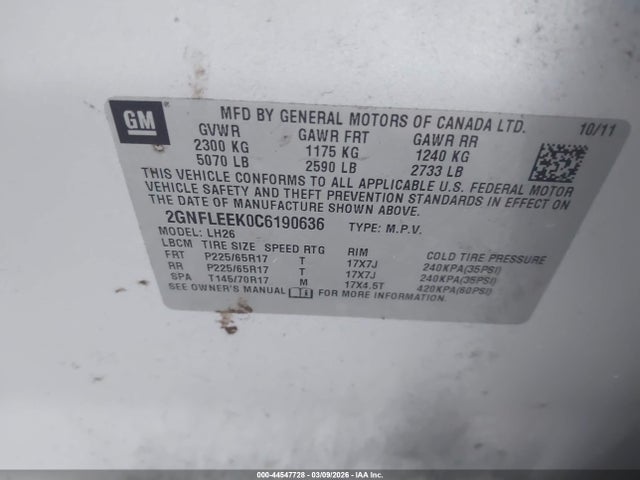 GM
MFD BY GENERAL MOTORS OF CANADA LTD. 10/11
GVWR GAWR FRT GAWR RR
2300 KG 1175 KG 1240 KG
5070 LB 2590 LB 2733 LB
THIS VEHICLE CONFORMS TO ALL APPLICABLE U.S. FEDERAL MOTOR
VEHICLE SAFETY AND THEFT PREVENTION STANDARDS IN EFFECT ON
THE DATE OF MANUFACTURE SHOWN ABOVE.
2GNFLEEK0C6190636 TYPE: M.P.V.
MODEL: LH26
LBCM TIRE SIZE SPEED RTG RIM COLD TIRE PRESSURE
FRT P225/65R17 T 17X7J 240KPA(35PSI)
RR P225/65R17 T 17X7J 240KPA(35PSI)
SPA T145/70R17 M 17X4.5T 420KPA(60PSI)
SEE OWNER'S MANUAL FOR MORE INFORMATION.
000-44547728 | 03/09/2026 | IAA Inc.